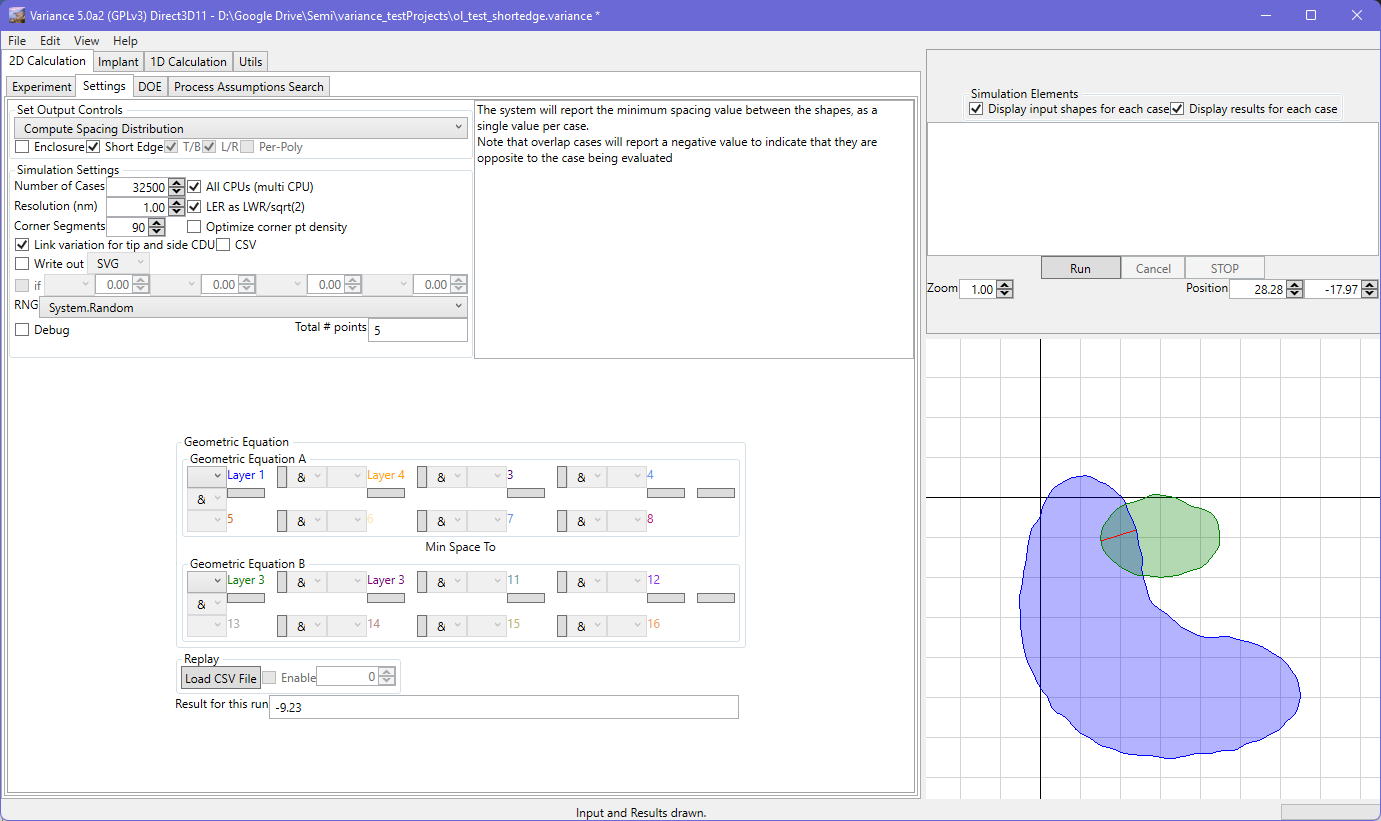 Variance 5.0a2 (GPLv3) Direct3D11 - D:\Google Drive\Semi\variance_testProjects\ol_test_shortedge.variance *
File Edit View Help
2D Calculation Implant 1D Calculation Utils
Experiment Settings DOE Process Assumptions Search
Set Output Controls
Compute Spacing Distribution
Enclosure Short Edge T/B L/R Per-Poly
Simulation Settings
Number of Cases 32500 All CPUs (multi CPU)
Resolution (nm) 1.00 LER as LWR/sqrt(2)
Corner Segments 90 Optimize corner pt density
Link variation for tip and side CDU CSV
Write out SVG
if 0.00 0.00 0.00 0.00
RNG System.Random
Debug Total # points 5
The system will report the minimum spacing value between the shapes, as a
single value per case.
Note that overlap cases will report a negative value to indicate that they are
opposite to the case being evaluated
Geometric Equation
Geometric Equation A
Layer 1 & Layer 4 & 3 & 4
&
5 & 6 & 7 & 8
Min Space To
Geometric Equation B
Layer 3 & Layer 3 & 11 & 12
&
13 & 14 & 15 & 16
Replay
Load CSV File Enable 0
Result for this run -9.23
Simulation Elements
Display input shapes for each case Display results for each case
Run Cancel STOP
Zoom 1.00 Position 28.28 -17.97
Input and Results drawn.